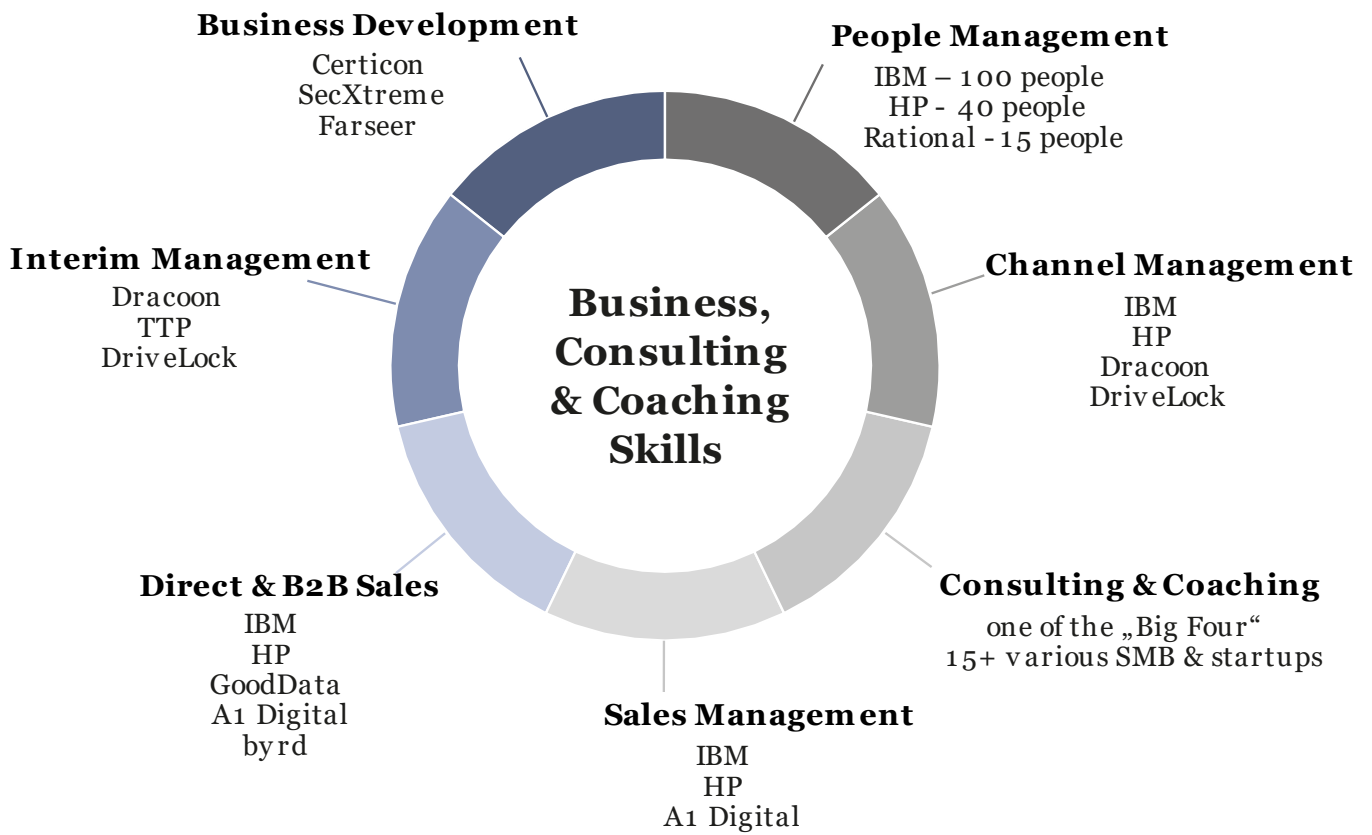 Business Development
Certicon
SecXtreme
Farseer
People Management
IBM – 100 people
HP - 40 people
Rational - 15 people
Interim Management
Dracoon
TTP
DriveLock
Channel Management
IBM
HP
Dracoon
DriveLock
Business,
Consulting
& Coaching
Skills
Direct & B2B Sales
IBM
HP
GoodData
A1 Digital
byrd
Consulting & Coaching
one of the „Big Four“
15+ various SMB & startups
Sales Management
IBM
HP
A1 Digital